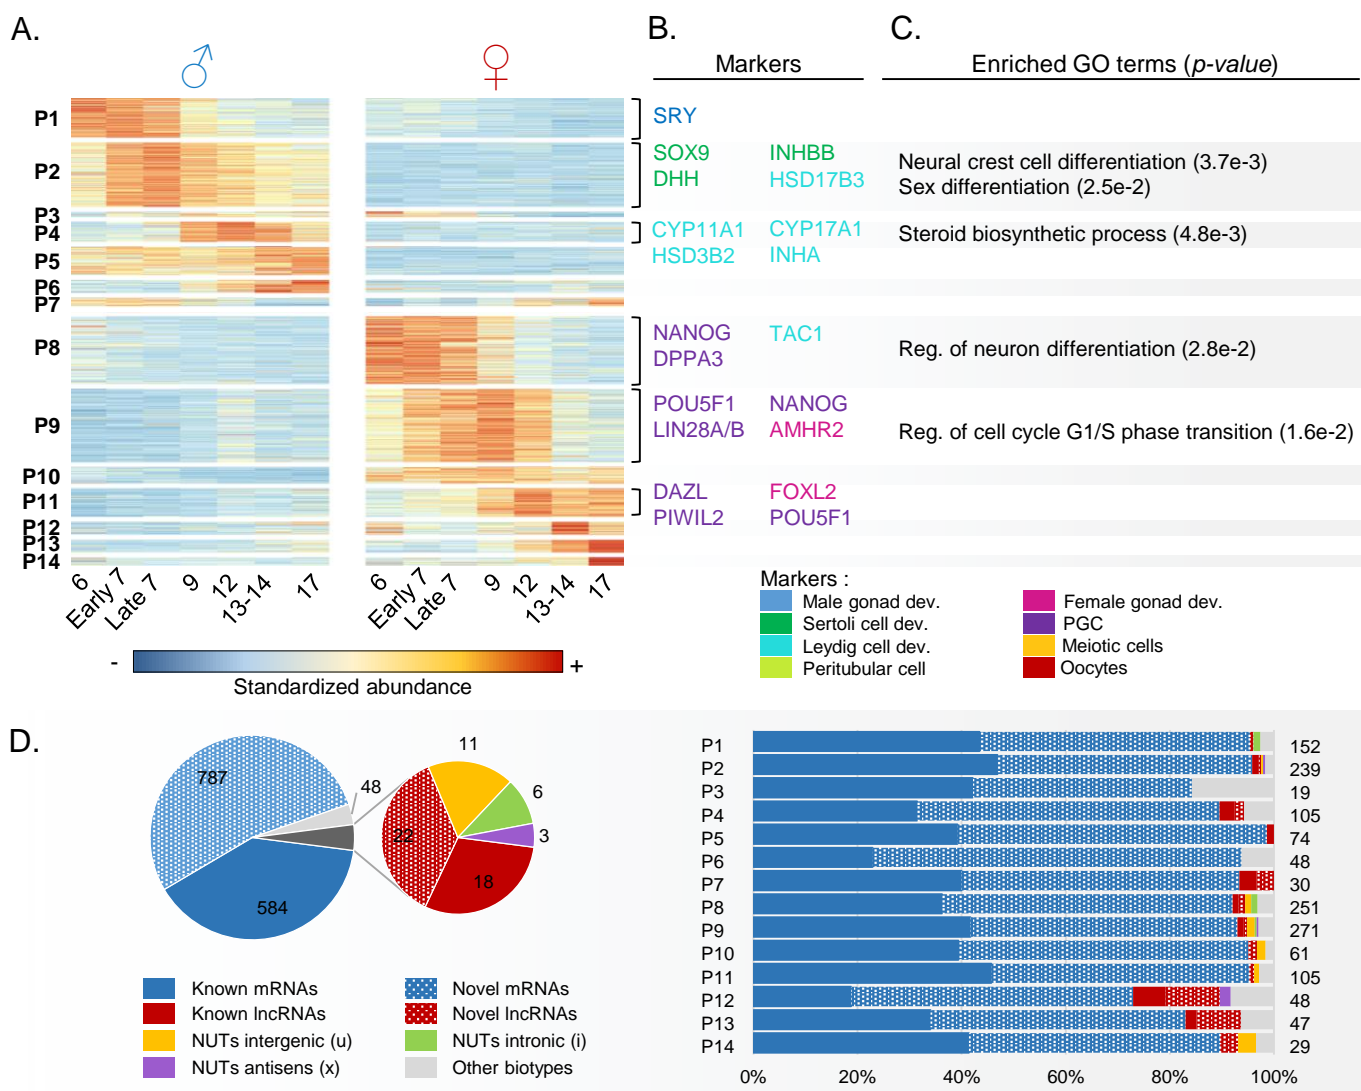 A.
B.
C.
♂
♀
Markers
Enriched GO terms (p-value)
P1
P2
P3
P4
P5
P6
P7
P8
P9
P10
P11
P12
P13
P14
SRY
SOX9 INHBB
DHH HSD17B3
CYP11A1 CYP17A1
HSD3B2 INHA
NANOG TAC1
DPPA3
POU5F1 NANOG
LIN28A/B AMHR2
DAZL FOXL2
PIWIL2 POU5F1
Neural crest cell differentiation (3.7e-3)
Sex differentiation (2.5e-2)
Steroid biosynthetic process (4.8e-3)
Reg. of neuron differentiation (2.8e-2)
Reg. of cell cycle G1/S phase transition (1.6e-2)
6 Early 7 Late 7 9 12 13-14 17
6 Early 7 Late 7 9 12 13-14 17
- +
Standardized abundance
Markers :
Male gonad dev.
Sertoli cell dev.
Leydig cell dev.
Peritubular cell
Female gonad dev.
PGC
Meiotic cells
Oocytes
D.
787
48
584
11
6
3
22
18
Known mRNAs
Known lncRNAs
NUTs intergenic (u)
NUTs antisens (x)
Novel mRNAs
Novel lncRNAs
NUTs intronic (i)
Other biotypes
P1 152
P2 239
P3 19
P4 105
P5 74
P6 48
P7 30
P8 251
P9 271
P10 61
P11 105
P12 48
P13 47
P14 29
0% 20% 40% 60% 80% 100%